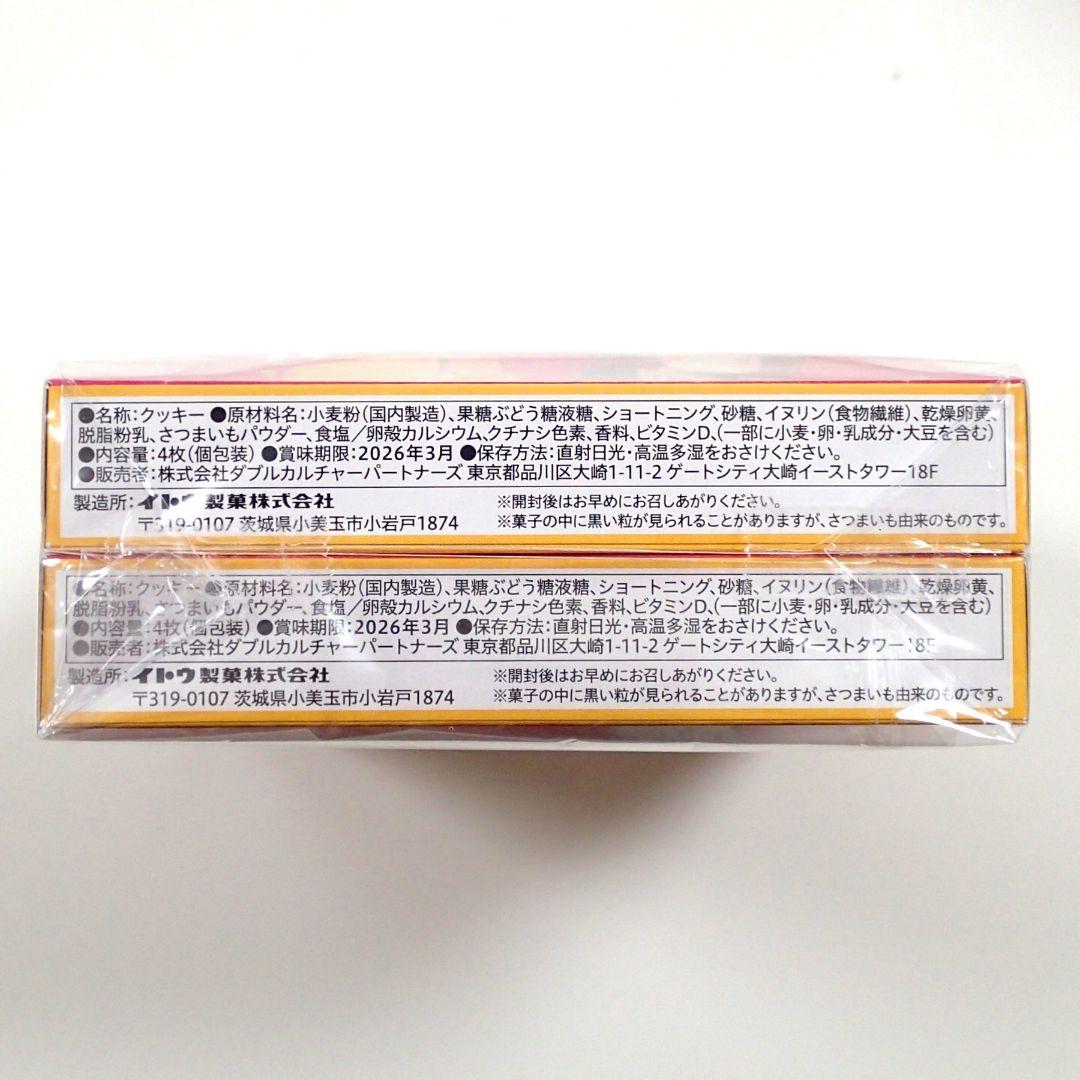 ●名称：クッキー ●原材料名：小麦粉（国内製造）、果糖ぶどう糖液糖、ショートニング、砂糖、イヌリン（食物繊維）、乾燥卵黄、
脱脂粉乳、さつまいもパウダー、食塩／卵殻カルシウム、クチナシ色素、香料、ビタミンD、（一部に小麦・卵・乳成分・大豆を含む）
●内容量：4枚（個包装） ●賞味期限：2026年3月 ●保存方法：直射日光・高温多湿をおさけください。
●販売者：株式会社ダブルカルチャーパートナーズ 東京都品川区大崎1-11-2 ゲートシティ大崎イーストタワー18F
製造所：イトウ製菓株式会社
〒319-0107 茨城県小美玉市小岩戸1874
※開封後はお早めにお召しあがりください。
※菓子の中に黒い粒が見られることがありますが、さつまいも由来のものです。
●名称：クッキー ●原材料名：小麦粉（国内製造）、果糖ぶどう糖液糖、ショートニング、砂糖、イヌリン（食物繊維）、乾燥卵黄、
脱脂粉乳、さつまいもパウダー、食塩／卵殻カルシウム、クチナシ色素、香料、ビタミンD、（一部に小麦・卵・乳成分・大豆を含む）
●内容量：4枚（個包装） ●賞味期限：2026年3月 ●保存方法：直射日光・高温多湿をおさけください。
●販売者：株式会社ダブルカルチャーパートナーズ 東京都品川区大崎1-11-2 ゲートシティ大崎イーストタワー18F
製造所：イトウ製菓株式会社
〒319-0107 茨城県小美玉市小岩戸1874
※開封後はお早めにお召しあがりください。
※菓子の中に黒い粒が見られることがありますが、さつまいも由来のものです。